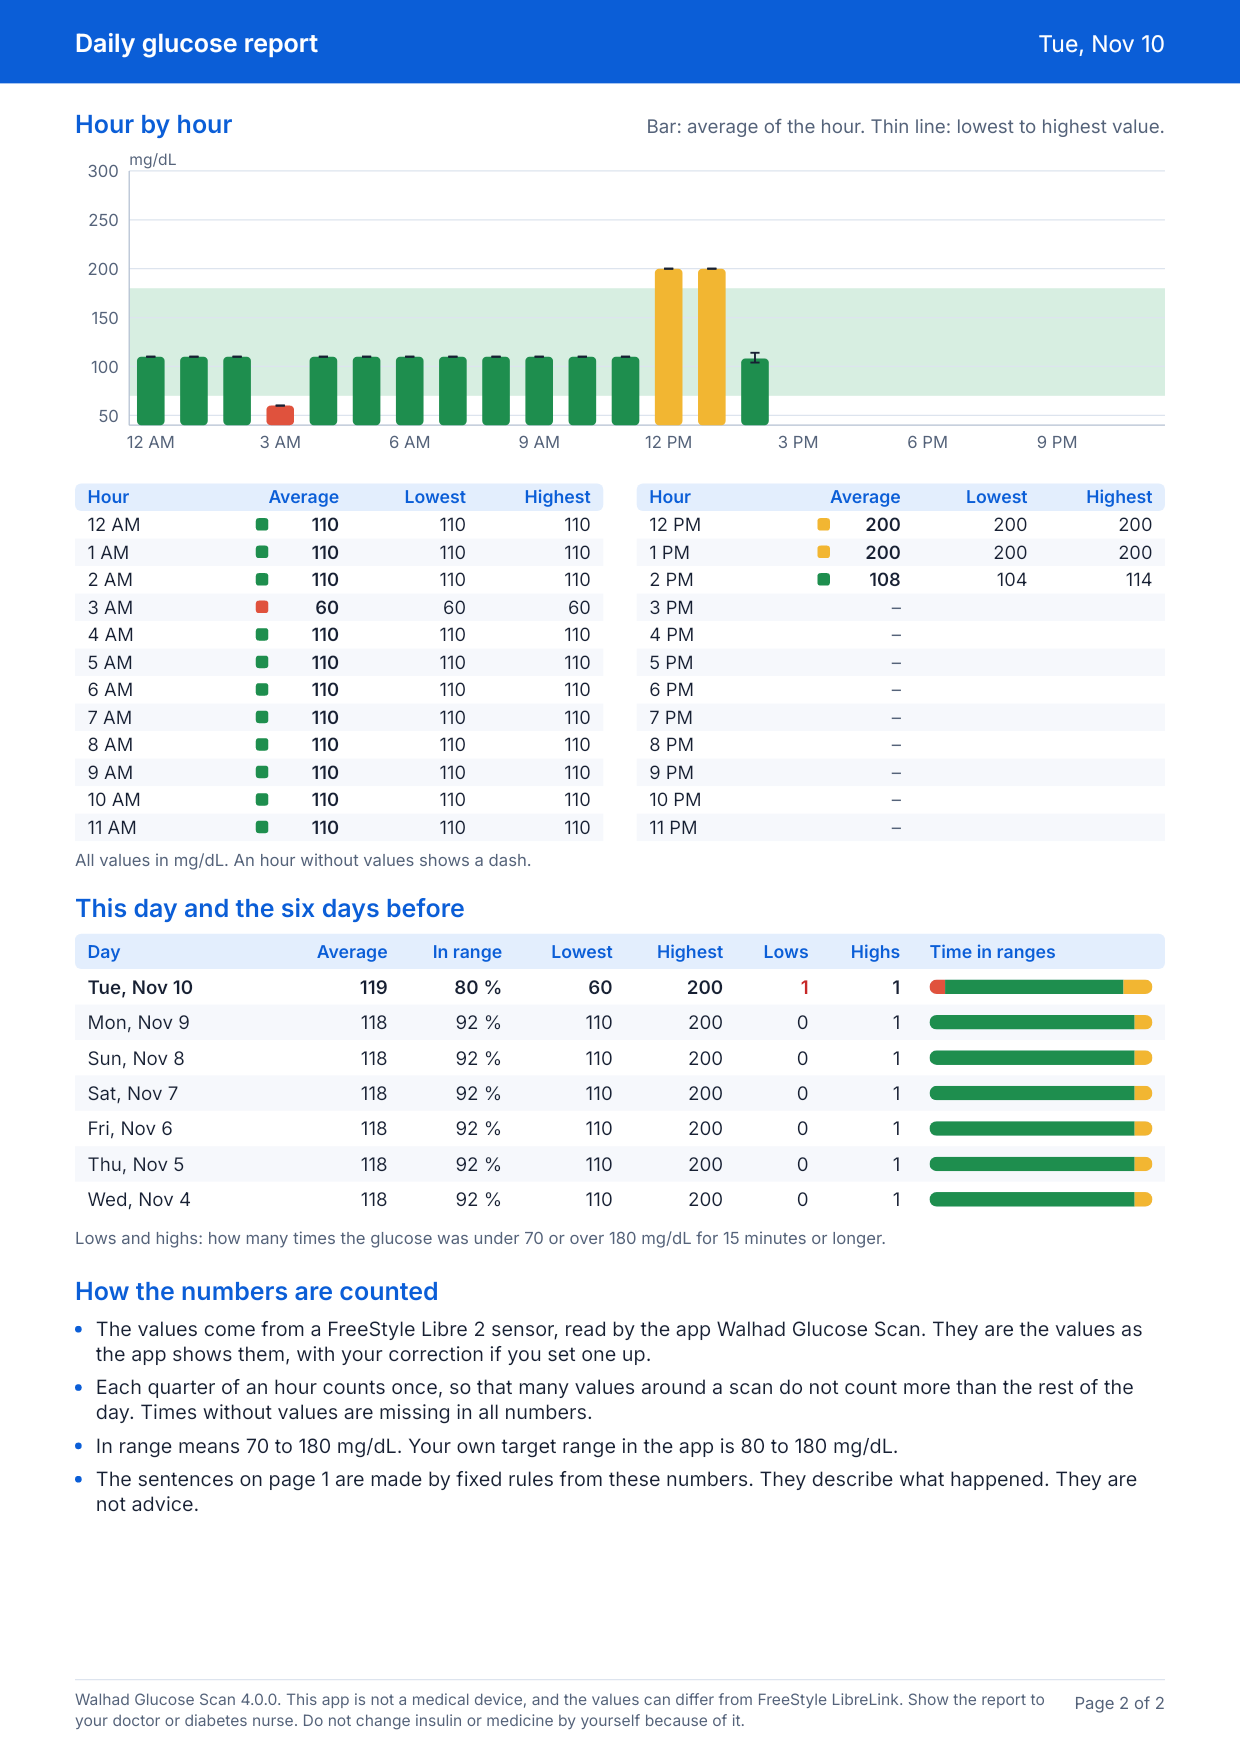 Daily glucose report Tue, Nov 10
Hour by hour Bar: average of the hour. Thin line: lowest to highest value.
mg/dL
300
250
200
150
100
50
12 AM 3 AM 6 AM 9 AM 12 PM 3 PM 6 PM 9 PM
Hour Average Lowest Highest Hour Average Lowest Highest
12 AM 110 110 110 12 PM 200 200 200
1 AM 110 110 110 1 PM 200 200 200
2 AM 110 110 110 2 PM 108 104 114
3 AM 60 60 60 3 PM –
4 AM 110 110 110 4 PM –
5 AM 110 110 110 5 PM –
6 AM 110 110 110 6 PM –
7 AM 110 110 110 7 PM –
8 AM 110 110 110 8 PM –
9 AM 110 110 110 9 PM –
10 AM 110 110 110 10 PM –
11 AM 110 110 110 11 PM –
All values in mg/dL. An hour without values shows a dash.
This day and the six days before
Day Average In range Lowest Highest Lows Highs Time in ranges
Tue, Nov 10 119 80 % 60 200 1 1
Mon, Nov 9 118 92 % 110 200 0 1
Sun, Nov 8 118 92 % 110 200 0 1
Sat, Nov 7 118 92 % 110 200 0 1
Fri, Nov 6 118 92 % 110 200 0 1
Thu, Nov 5 118 92 % 110 200 0 1
Wed, Nov 4 118 92 % 110 200 0 1
Lows and highs: how many times the glucose was under 70 or over 180 mg/dL for 15 minutes or longer.
How the numbers are counted
• The values come from a FreeStyle Libre 2 sensor, read by the app Walhad Glucose Scan. They are the values as
the app shows them, with your correction if you set one up.
• Each quarter of an hour counts once, so that many values around a scan do not count more than the rest of the
day. Times without values are missing in all numbers.
• In range means 70 to 180 mg/dL. Your own target range in the app is 80 to 180 mg/dL.
• The sentences on page 1 are made by fixed rules from these numbers. They describe what happened. They are
not advice.
Walhad Glucose Scan 4.0.0. This app is not a medical device, and the values can differ from FreeStyle LibreLink. Show the report to
your doctor or diabetes nurse. Do not change insulin or medicine by yourself because of it.
Page 2 of 2